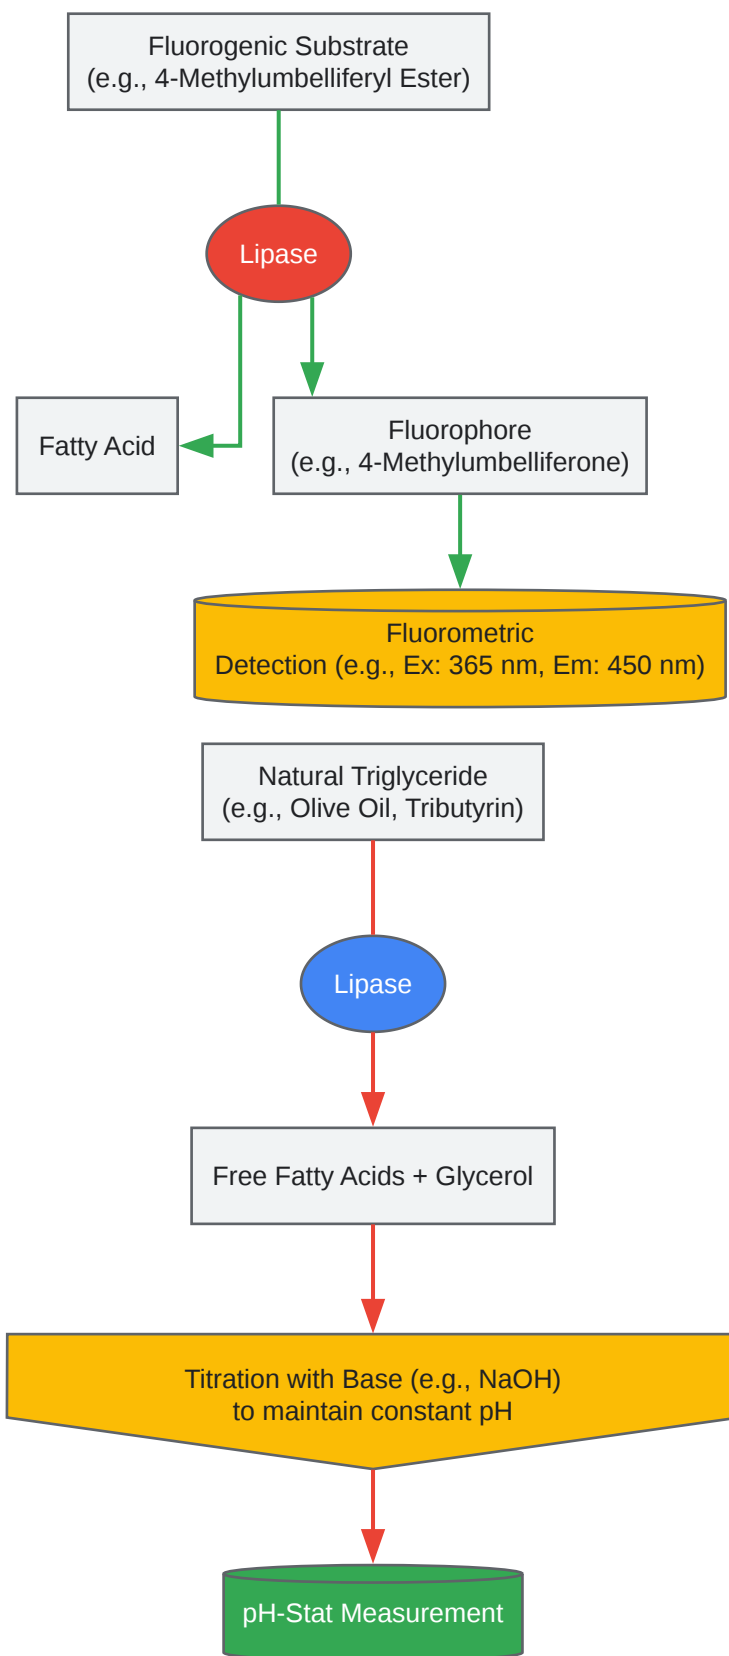 Fluorogenic Substrate
(e.g., 4-Methylumbelliferyl Ester)
Lipase
Fatty Acid
Fluorophore
(e.g., 4-Methylumbelliferone)
Fluorometric
Detection (e.g., Ex: 365 nm, Em: 450 nm)
Natural Triglyceride
(e.g., Olive Oil, Tributyrin)
Lipase
Free Fatty Acids + Glycerol
Titration with Base (e.g., NaOH)
to maintain constant pH
pH-Stat Measurement